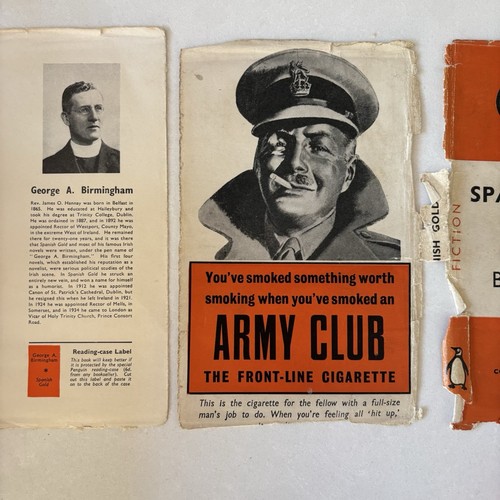 George A. Birmingham
Rev. James O. Hannay was born in Belfast in
1865. He was educated at Haileybury and
took his degree at Trinity College, Dublin.
He was ordained in 1887, and in 1892 he was
appointed Rector of Westport, County Mayo,
in the extreme West of Ireland. He remained
there for twenty-one years, and it was there
that Spanish Gold and most of his famous Irish
novels were written, under the pen name of
"George A. Birmingham." His first four
novels, which established his reputation as a
novelist, were serious political studies of the
Irish scene. In Spanish Gold he struck an
entirely new vein, and won a name for himself
as a humorist. In 1912 he was appointed
Canon of St. Patrick's Cathedral, Dublin, but
he resigned this when he left Ireland in 1921.
In 1924 he was appointed Rector of Mells, in
Somerset, and in 1934 he came to London as
Vicar of Holy Trinity Church, Prince Consort
Road.
George A.
Birmingham
Spanish
Gold
Reading-case Label
This book will keep better if
it is protected by the special
Penguin reading-case (6d.
from any bookseller). Cut
out this label and paste it
on to the back of the case
You've smoked something worth
smoking when you've smoked an
ARMY CLUB
THE FRONT-LINE CIGARETTE
This is the cigarette for the fellow with a full-size
man's job to do. When you're feeling all 'hit up,'
ISH GOLD
FICTION
SPA
B
CO